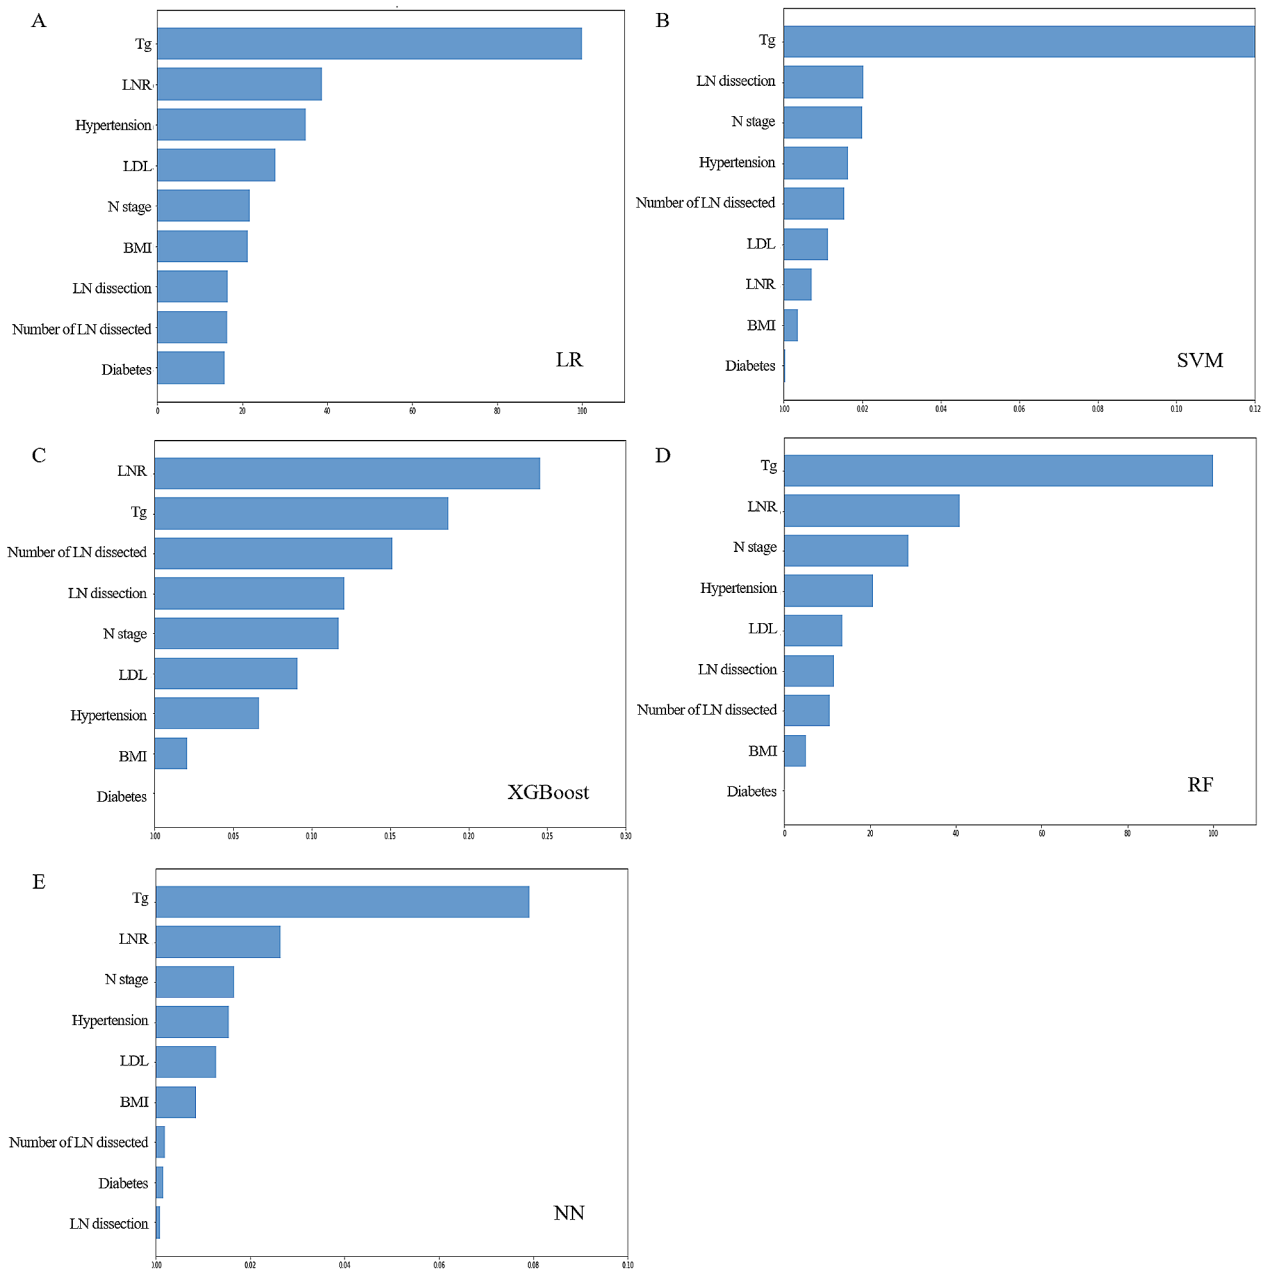 A
Tg
LNR
Hypertension
LDL
N stage
BMI
LN dissection
Number of LN dissected
Diabetes
LR
0 20 40 60 80 100
B
Tg
LN dissection
N stage
Hypertension
Number of LN dissected
LDL
LNR
BMI
Diabetes
SVM
0.00 0.02 0.04 0.06 0.08 0.10 0.12
C
LNR
Tg
Number of LN dissected
LN dissection
N stage
LDL
Hypertension
BMI
Diabetes
XGBoost
0.00 0.05 0.10 0.15 0.20 0.25 0.30
D
Tg
LNR
N stage
Hypertension
LDL
LN dissection
Number of LN dissected
BMI
Diabetes
RF
0 20 40 60 80 100
E
Tg
LNR
N stage
Hypertension
LDL
BMI
Number of LN dissected
Diabetes
LN dissection
NN
0.00 0.02 0.04 0.06 0.08 0.10